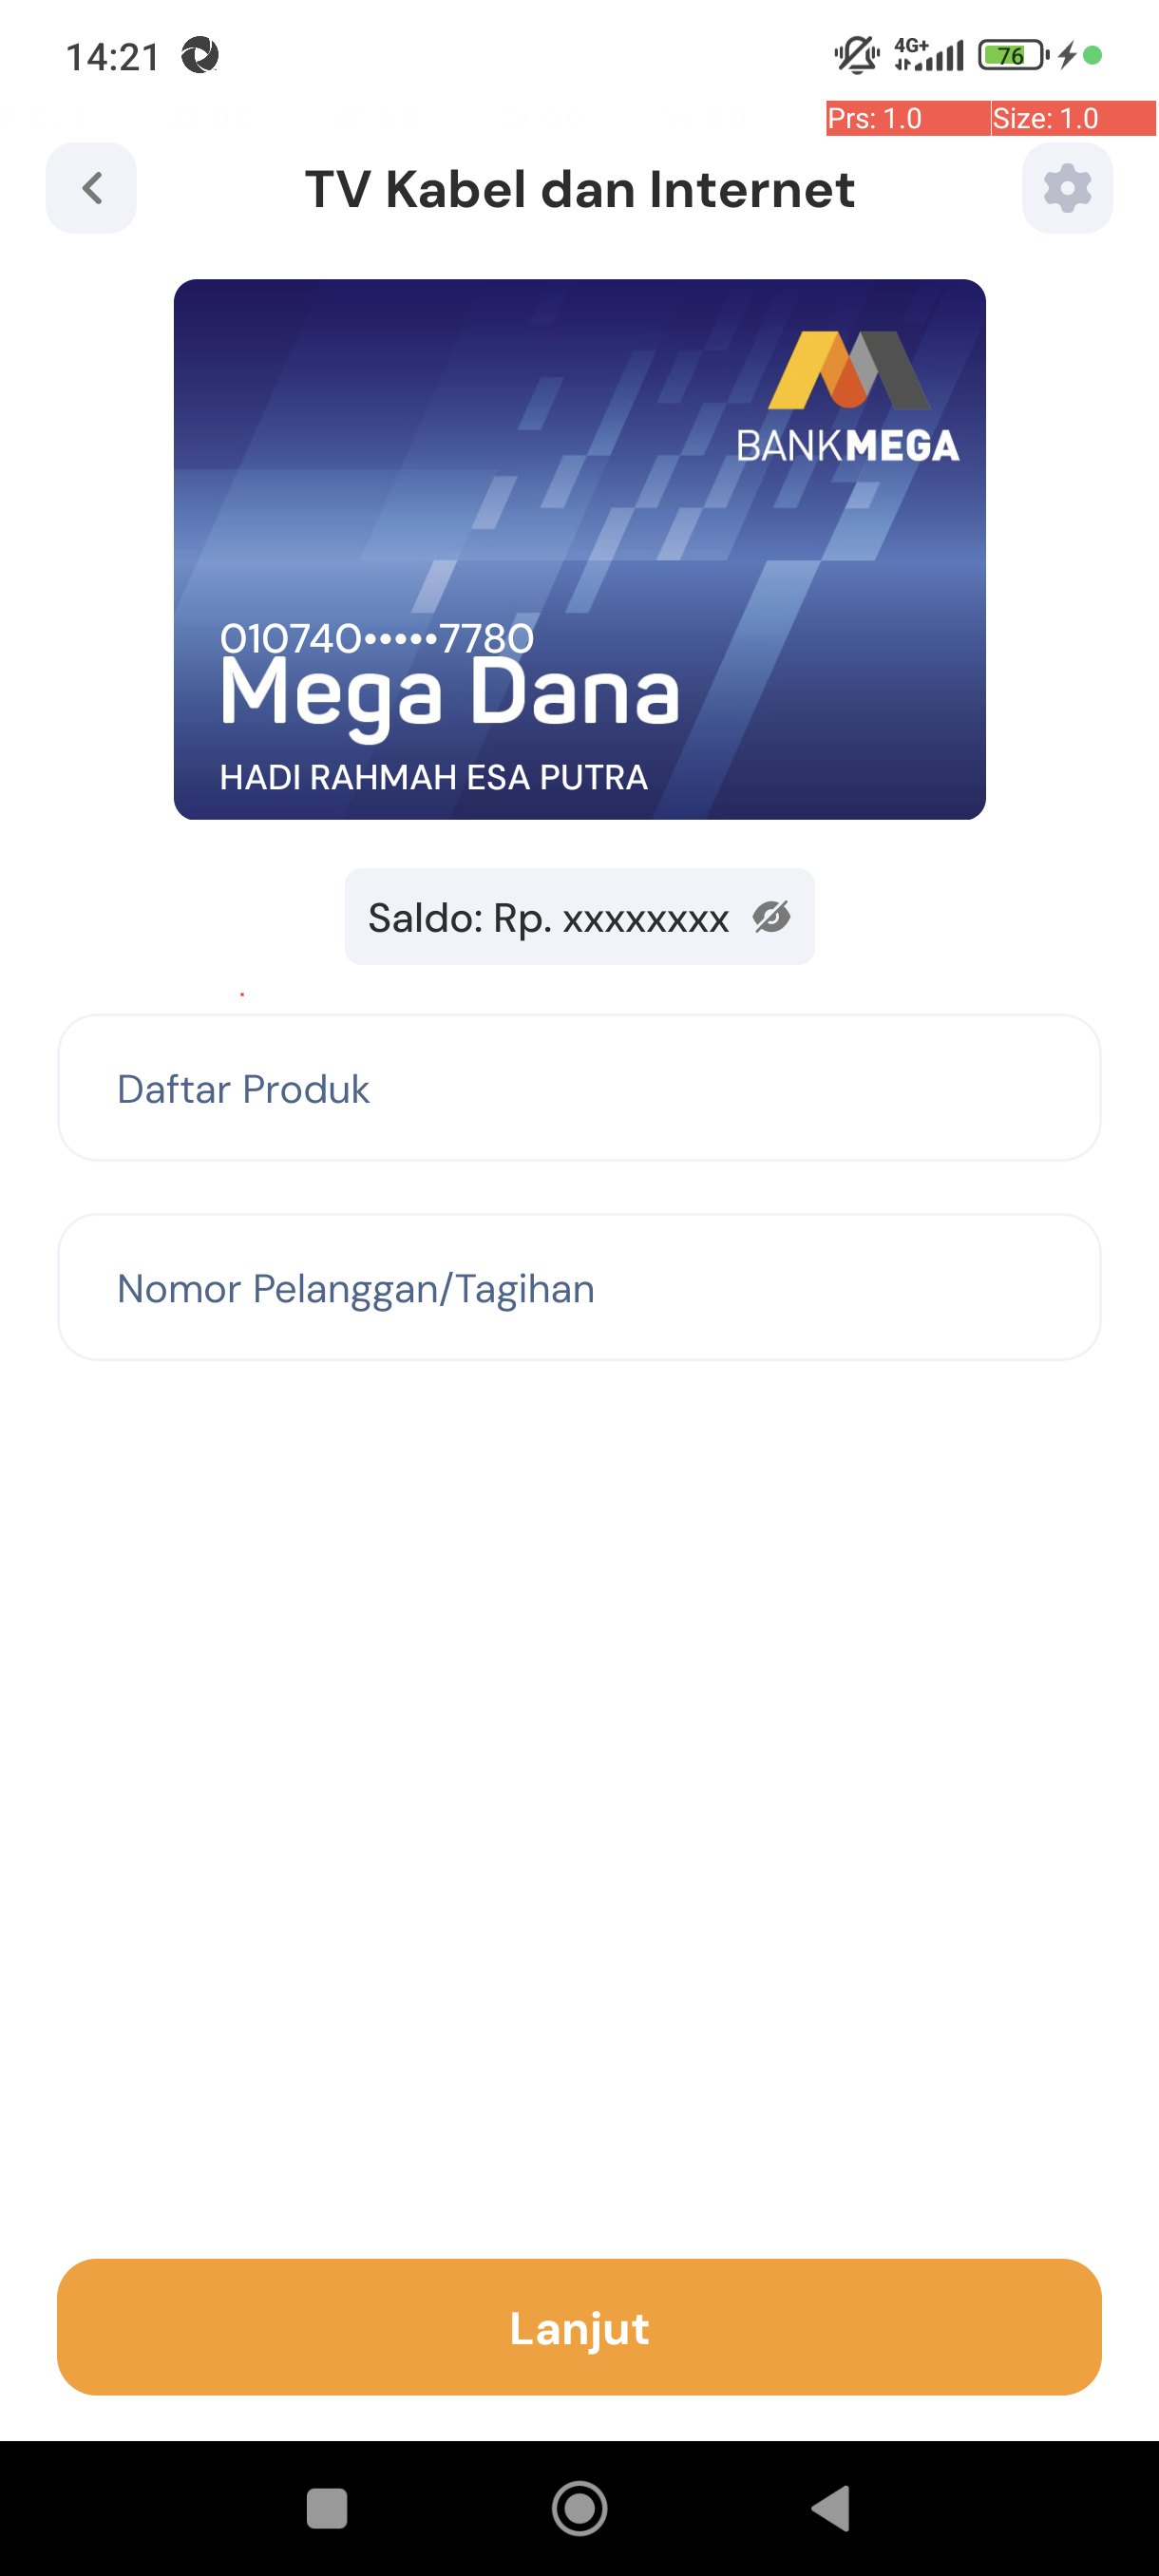 14:21
4G+
76
Prs: 1.0 Size: 1.0
TV Kabel dan Internet
BANKMEGA
010740•••••7780
Mega Dana
HADI RAHMAH ESA PUTRA
Saldo: Rp. xxxxxxxx
Daftar Produk
Nomor Pelanggan/Tagihan
Lanjut